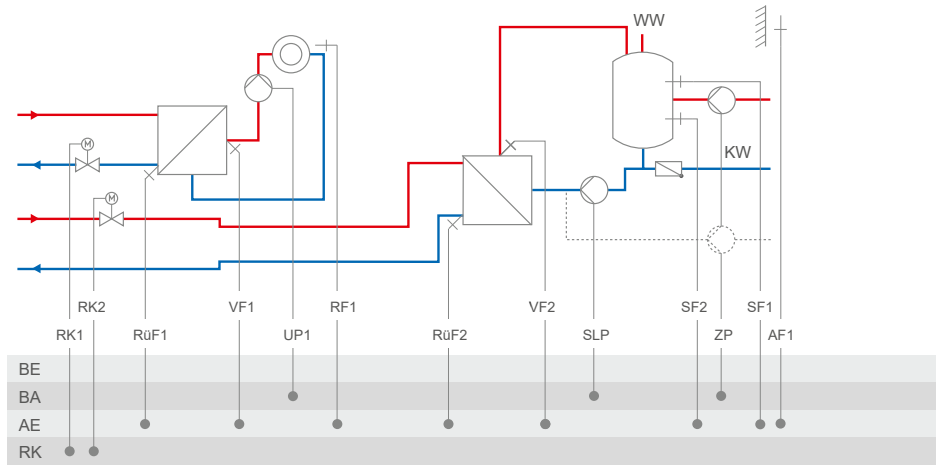 WW
M
KW
M
RK2 VF1 RF1 VF2 SF2 SF1
RK1 RüF1 UP1 RüF2 SLP ZP AF1
BE
BA
AE
RK